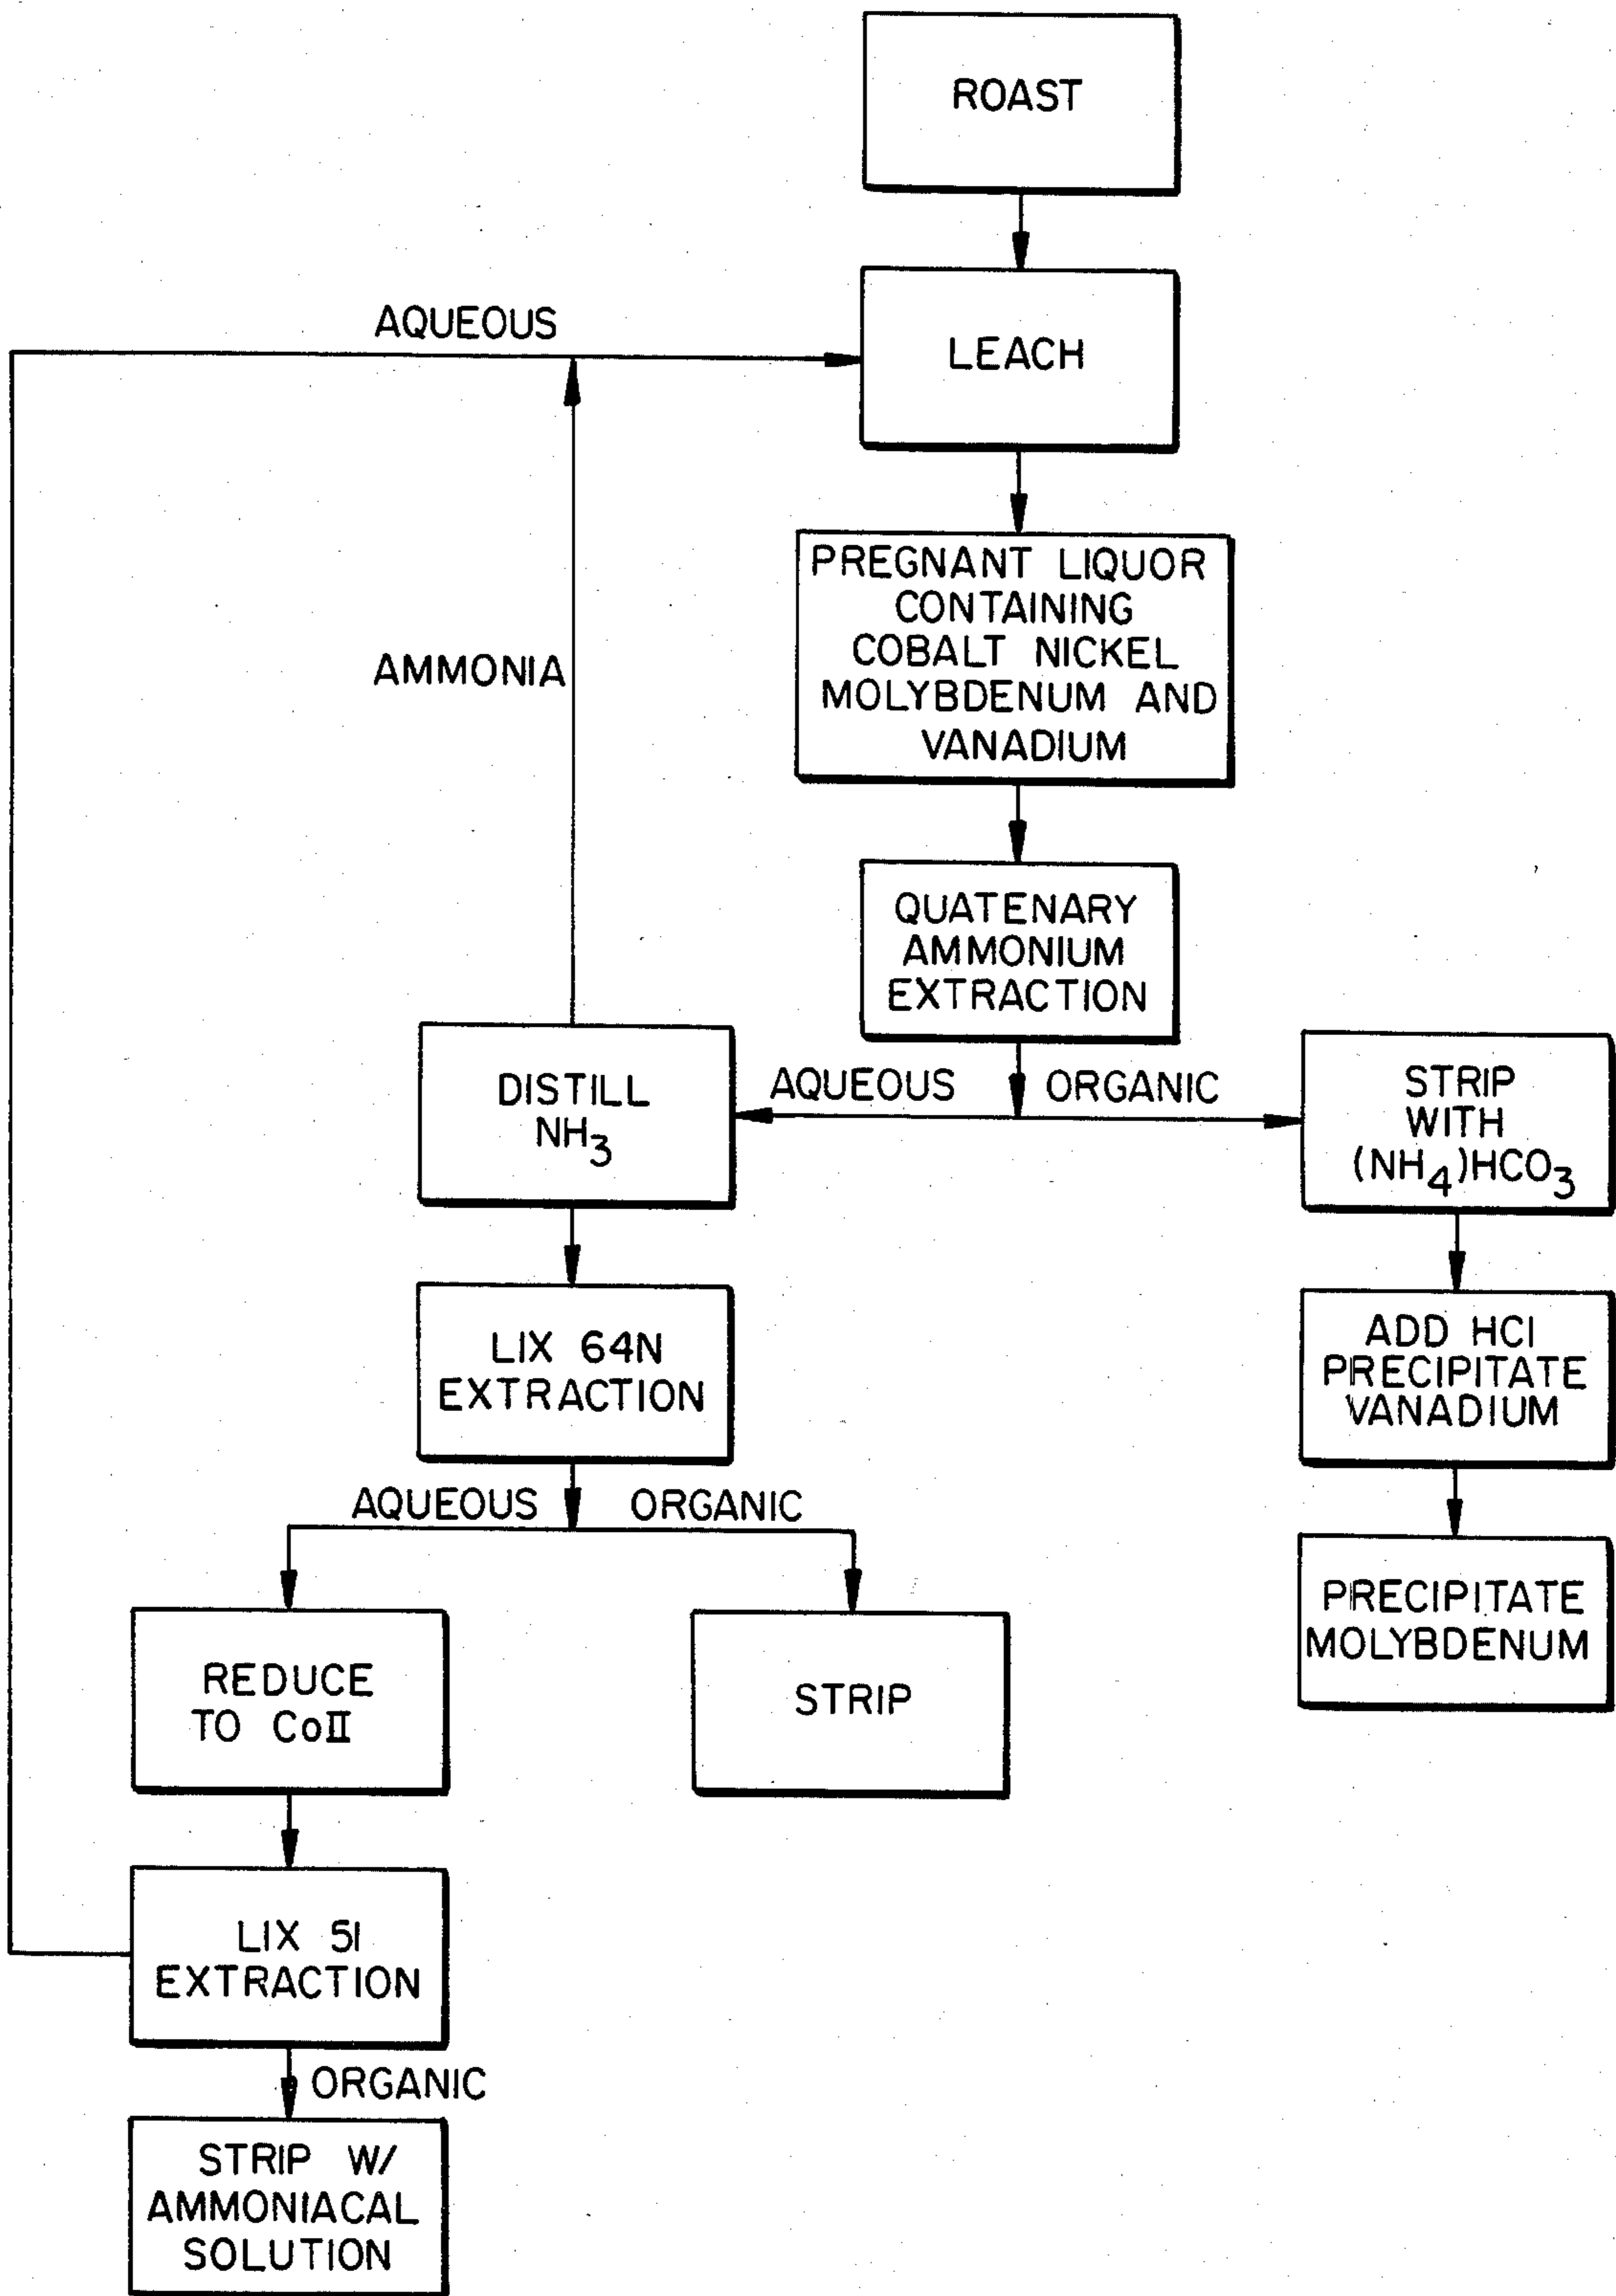 ROAST
AQUEOUS
LEACH
PREGNANT LIQUOR
CONTAINING
COBALT NICKEL
MOLYBDENUM AND
VANADIUM
AMMONIA
QUATENARY
AMMONIUM
EXTRACTION
DISTILL
NH3
AQUEOUS
ORGANIC
STRIP
WITH
(NH4)HCO3
LIX 64N
EXTRACTION
ADD HCl
PRECIPITATE
VANADIUM
AQUEOUS
ORGANIC
PRECIPITATE
MOLYBDENUM
REDUCE
TO CoII
STRIP
LIX 51
EXTRACTION
ORGANIC
STRIP W/
AMMONIACAL
SOLUTION